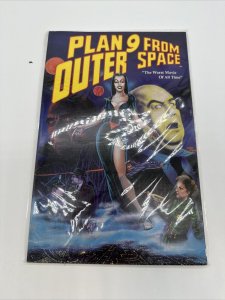 PLAN 9 FROM
OUTER SPACE
"The Worst Movie
Of All Time"